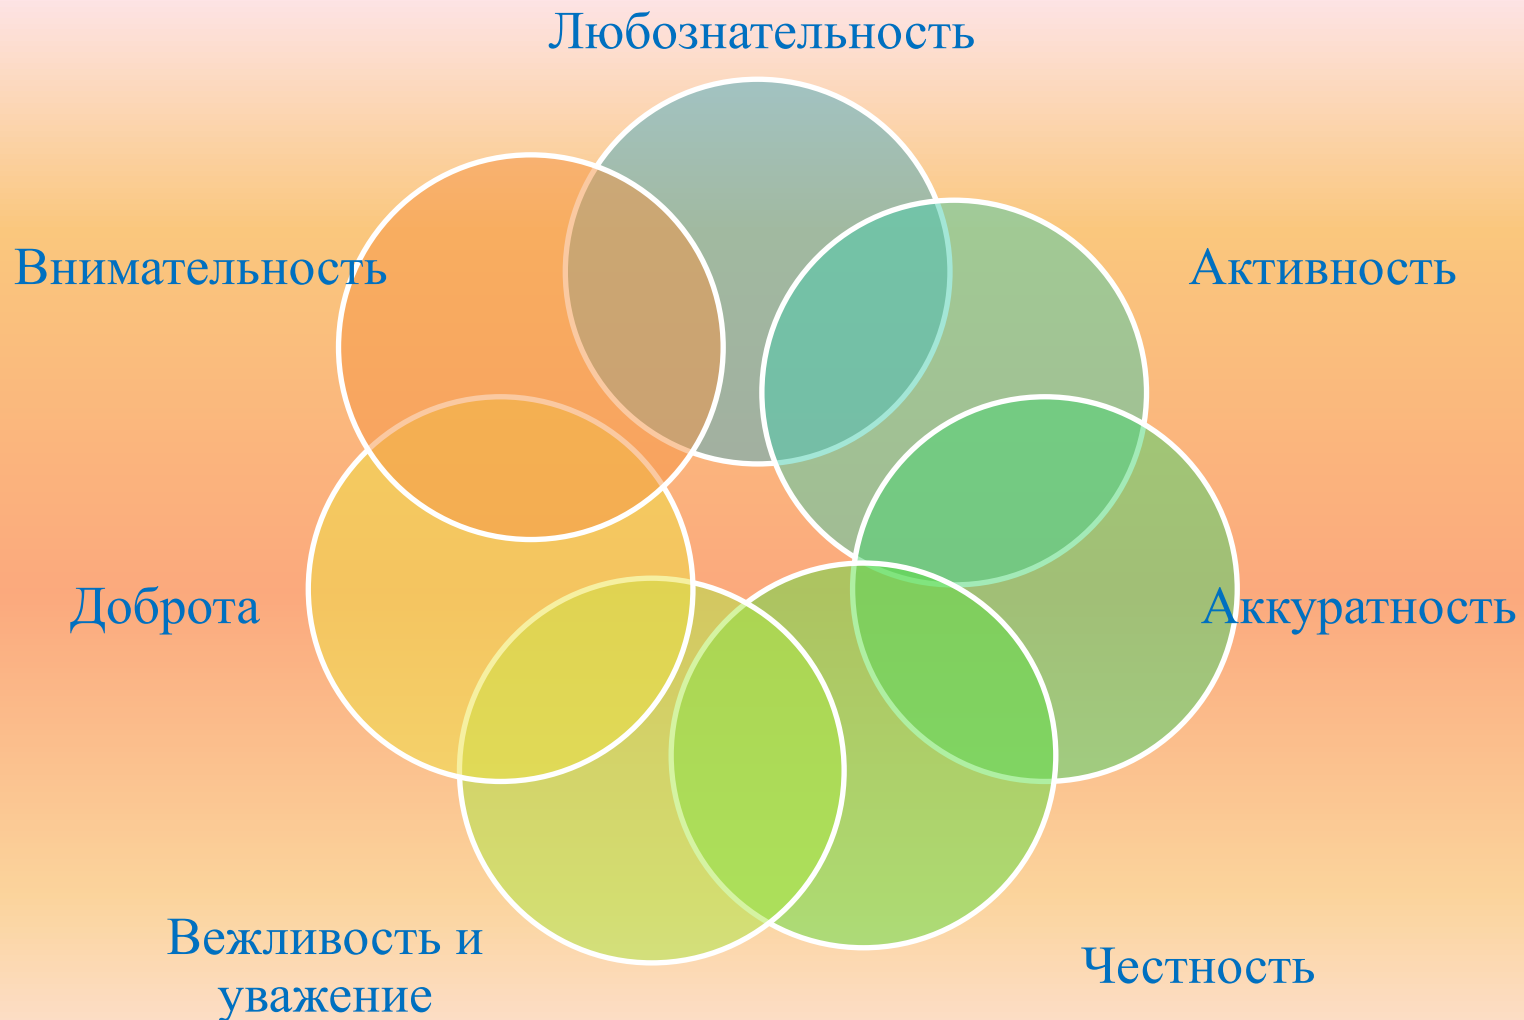 Любознательность
Внимательность
Активность
Доброта
Аккуратность
Вежливость и
уважение
Честность